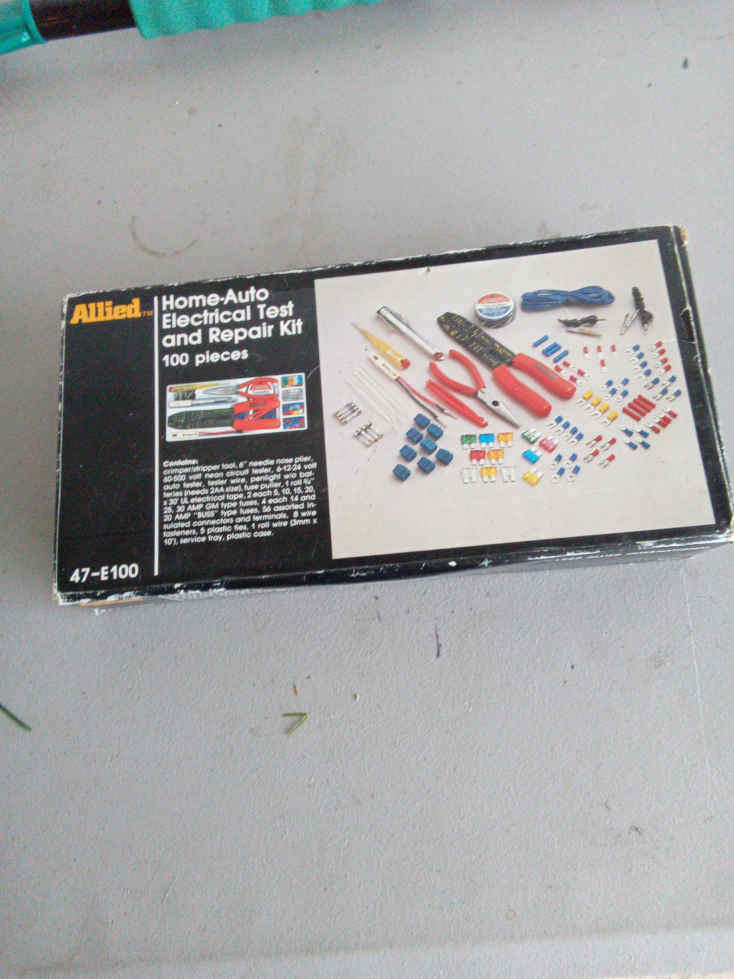 Allied™
Home-Auto
Electrical Test
and Repair Kit
100 pieces
Contains:
crimper/stripper tool, 6" needle nose plier,
60-500 volt neon circuit tester, 6-12-24 volt
auto tester, tester wire, penlight w/o bat-
teries (needs 2AA size), fuse puller, 1 roll ¾"
x 30' UL electrical tape, 2 each 5, 10, 15, 20,
25, 30 AMP GM type fuses, 4 each 14 and
20 AMP "BUSS" type fuses, 56 assorted in-
sulated connectors and terminals, 8 wire
fasteners, 5 plastic ties, 1 roll wire (3mm x
10'), service tray, plastic case.
47-E100